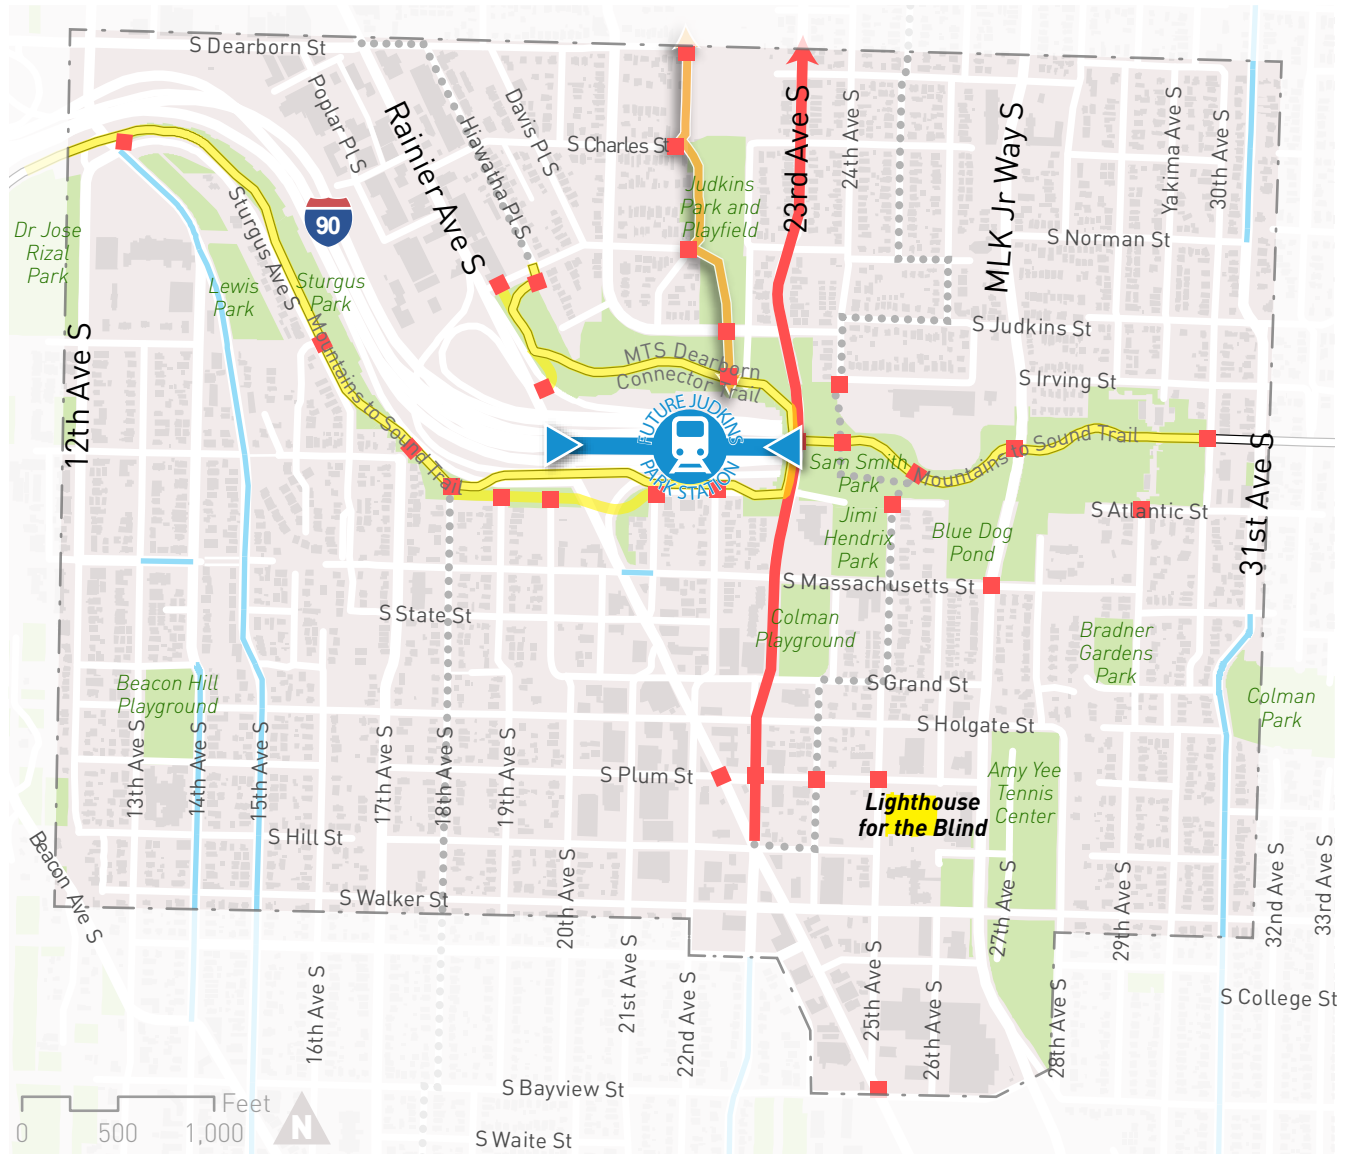 S Dearborn St
Poplar Pl S
Rainier Ave S
Hiawatha Pl S
Davis Pl S
S Charles St
23rd Ave S
24th Ave S
MLK Jr Way S
Yakima Ave S
30th Ave S
Judkins
Park and
Playfield
90
Dr Jose
Rizal
Park
Sturgus Ave S
Lewis
Park
Sturgus
Park
S Norman St
S Judkins St
12th Ave S
Mountains to Sound Trail
MTS Dearborn
Connector Trail
S Irving St
FUTURE JUDKINS
PARK STATION
Sam Smith
Park
Mountains to Sound Trail
31st Ave S
Jimi
Hendrix
Park
Blue Dog
Pond
S Atlantic St
S Massachusetts St
S State St
Colman
Playground
Bradner
Gardens
Park
Beacon Hill
Playground
S Grand St
Colman
Park
S Holgate St
13th Ave S
14th Ave S
15th Ave S
17th Ave S
18th Ave S
19th Ave S
S Plum St
Amy Yee
Tennis
Center
Lighthouse
for the Blind
S Hill St
Beacon Ave S
S Walker St
20th Ave S
27th Ave S
29th Ave S
32nd Ave S
33rd Ave S
16th Ave S
21st Ave S
22nd Ave S
25th Ave S
26th Ave S
28th Ave S
S College St
S Bayview St
Feet
0 500 1,000
N
S Waite St